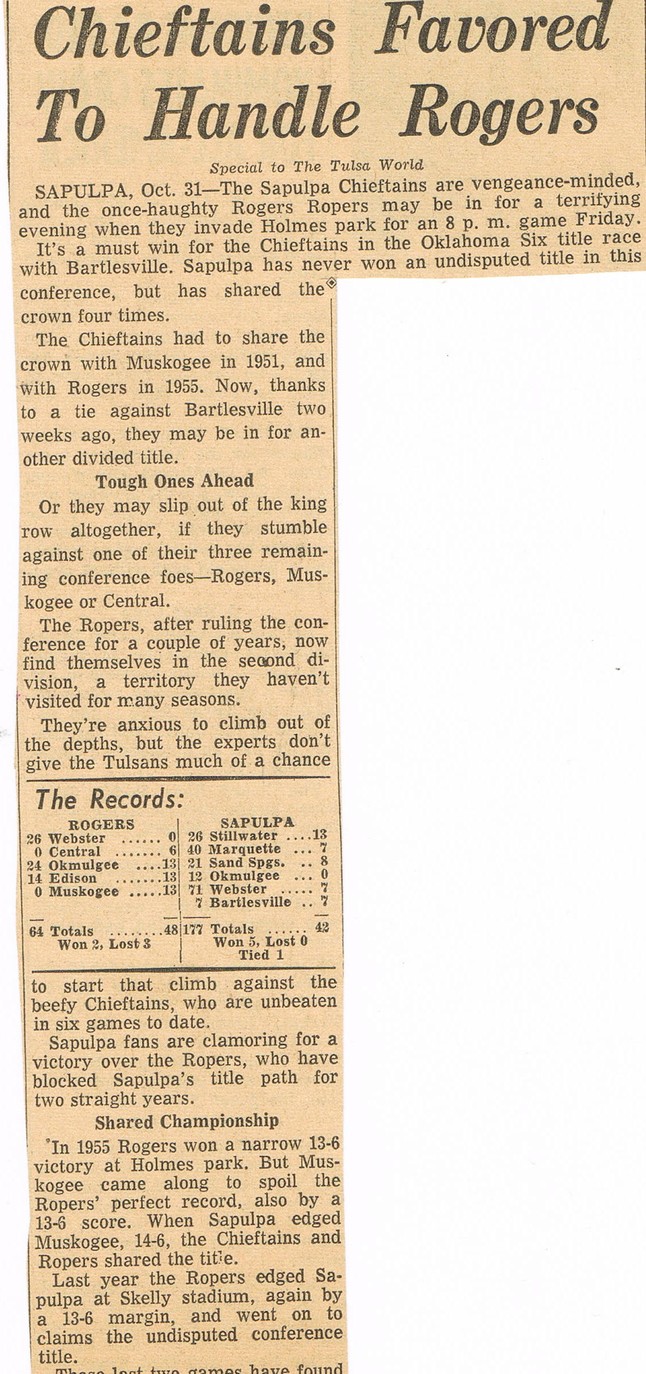 Chieftains Favored
To Handle Rogers
Special to The Tulsa World
SAPULPA, Oct. 31—The Sapulpa Chieftains are vengeance-minded,
and the once-haughty Rogers Ropers may be in for a terrifying
evening when they invade Holmes park for an 8 p. m. game Friday.
It's a must win for the Chieftains in the Oklahoma Six title race
with Bartlesville. Sapulpa has never won an undisputed title in this
conference, but has shared the
crown four times.
The Chieftains had to share the
crown with Muskogee in 1951, and
with Rogers in 1955. Now, thanks
to a tie against Bartlesville two
weeks ago, they may be in for an-
other divided title.
Tough Ones Ahead
Or they may slip out of the king
row altogether, if they stumble
against one of their three remain-
ing conference foes—Rogers, Mus-
kogee or Central.
The Ropers, after ruling the con-
ference for a couple of years, now
find themselves in the second di-
vision, a territory they haven't
visited for many seasons.
They're anxious to climb out of
the depths, but the experts don't
give the Tulsans much of a chance
The Records:
ROGERS
26 Webster ...... 0
0 Central ....... 6
24 Okmulgee ....13
14 Edison ........13
0 Muskogee .....13
64 Totals ........48
Won 2, Lost 3
SAPULPA
26 Stillwater ....13
40 Marquette ... 7
21 Sand Spgs. .. 8
12 Okmulgee ... 0
71 Webster ..... 7
7 Bartlesville .. 7
177 Totals ...... 42
Won 5, Lost 0
Tied 1
to start that climb against the
beefy Chieftains, who are unbeaten
in six games to date.
Sapulpa fans are clamoring for a
victory over the Ropers, who have
blocked Sapulpa's title path for
two straight years.
Shared Championship
In 1955 Rogers won a narrow 13-6
victory at Holmes park. But Mus-
kogee came along to spoil the
Ropers' perfect record, also by a
13-6 score. When Sapulpa edged
Muskogee, 14-6, the Chieftains and
Ropers shared the title.
Last year the Ropers edged Sa-
pulpa at Skelly stadium, again by
a 13-6 margin, and went on to
claims the undisputed conference
title.
These last two games have found